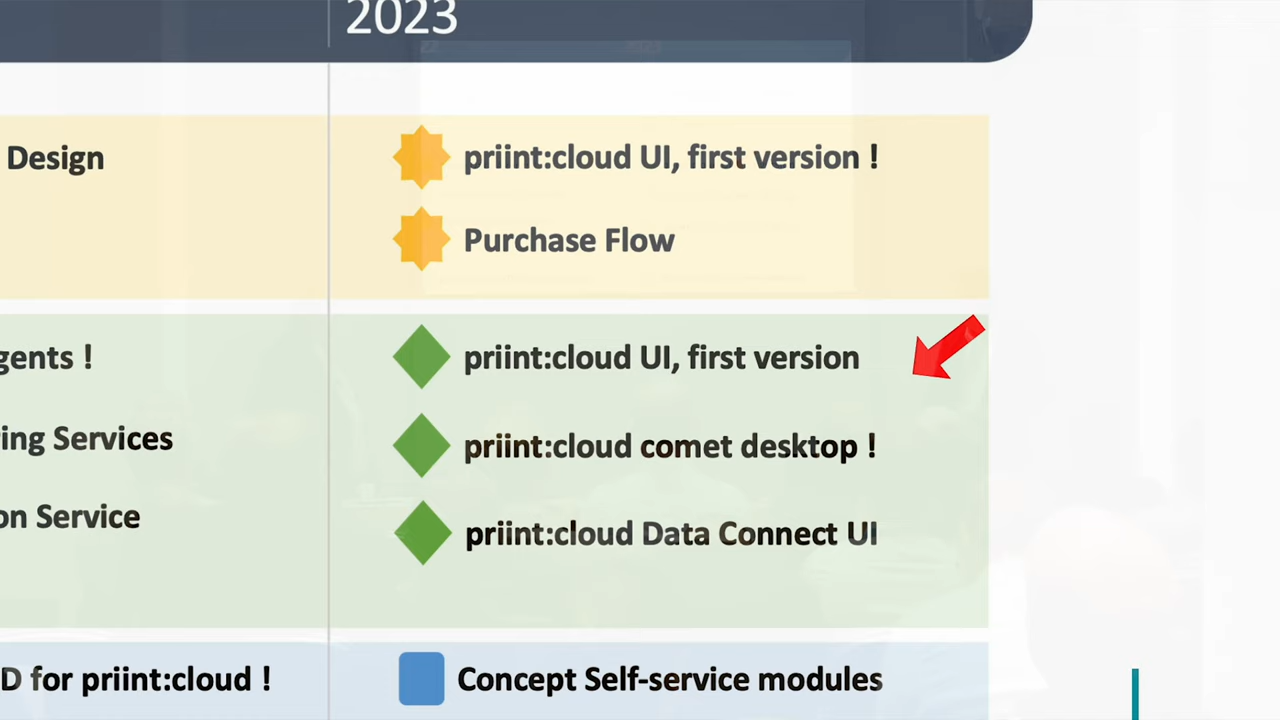 2023
Design
priint:cloud UI, first version !
Purchase Flow
gents !
priint:cloud UI, first version
ing Services
priint:cloud comet desktop !
on Service
priint:cloud Data Connect UI
D for priint:cloud !
Concept Self-service modules